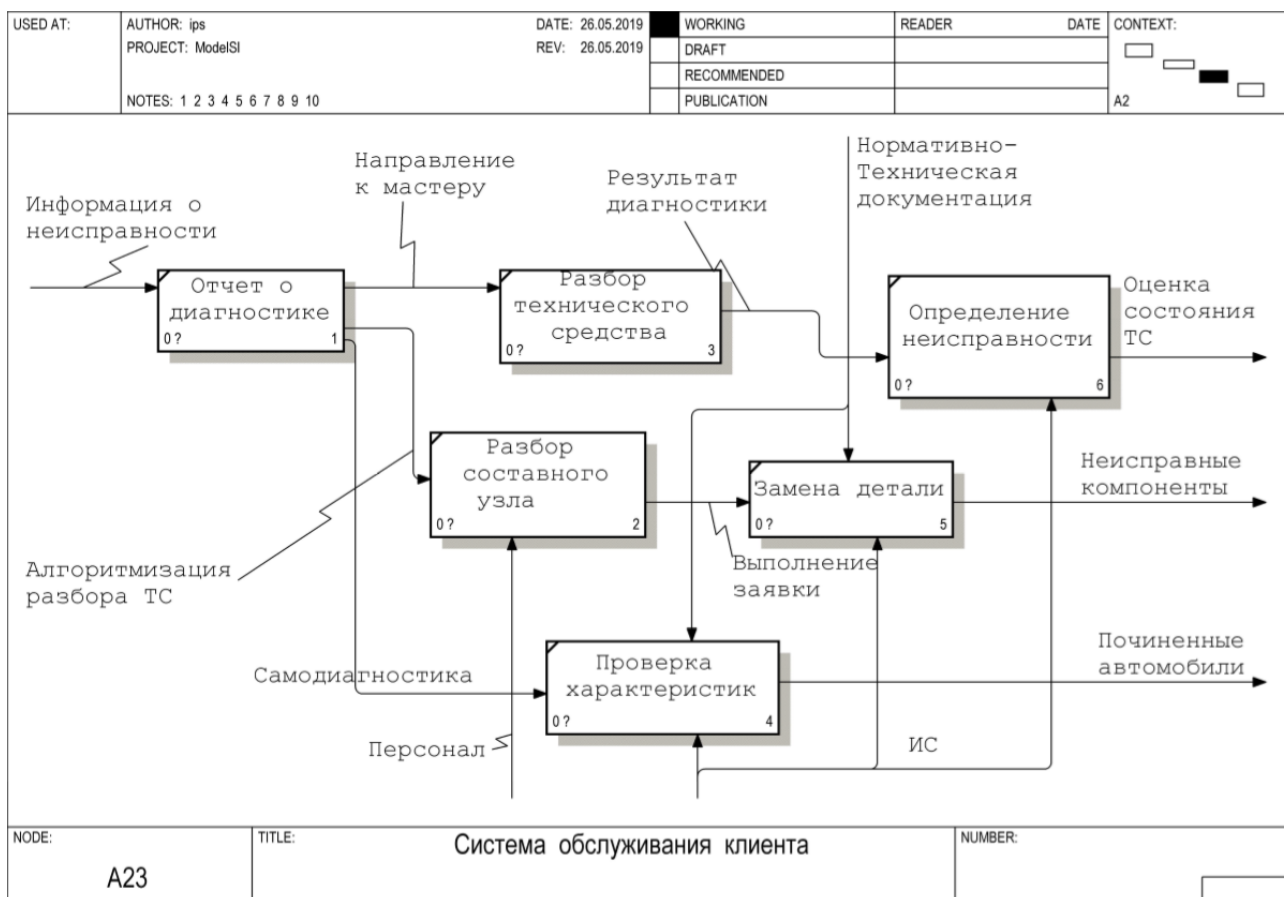 USED AT:
AUTHOR: ips
DATE: 26.05.2019
PROJECT: ModelSI
REV: 26.05.2019
NOTES: 1 2 3 4 5 6 7 8 9 10
WORKING
DRAFT
RECOMMENDED
PUBLICATION
READER
DATE
CONTEXT:
A2
Информация о
неисправности
Направление
к мастеру
Результат
диагностики
Нормативно-
Техническая
документация
Отчет о
диагностике
0 ?
1
Разбор
технического
средства
0 ?
3
Определение
неисправности
0 ?
6
Оценка
состояния
ТС
Разбор
составного
узла
0 ?
2
Замена детали
0 ?
5
Неисправные
компоненты
Алгоритмизация
разбора ТС
Выполнение
заявки
Самодиагностика
Проверка
характеристик
0 ?
4
Починенные
автомобили
Персонал
ИС
NODE:
A23
TITLE:
Система обслуживания клиента
NUMBER: